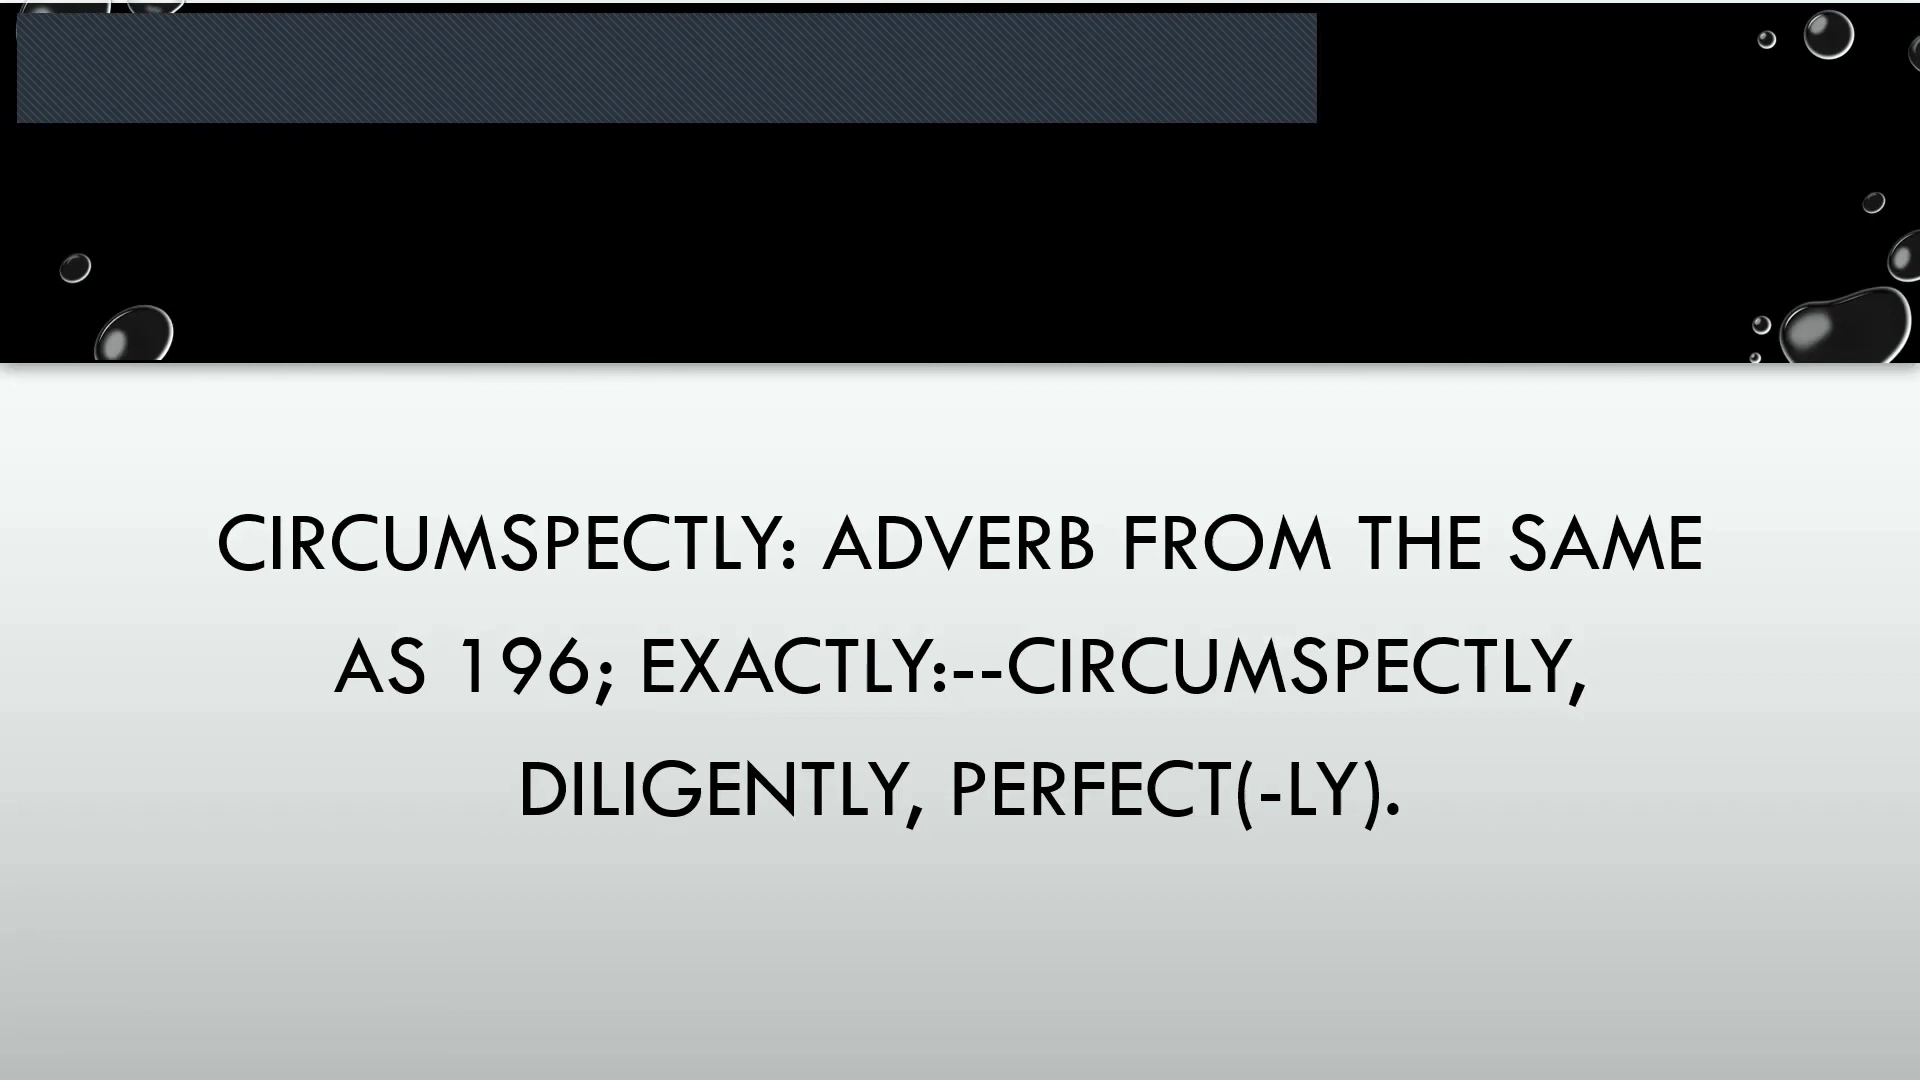 CIRCUMSPECTLY: ADVERB FROM THE SAME
AS 196; EXACTLY:--CIRCUMSPECTLY,
DILIGENTLY, PERFECT(-LY).